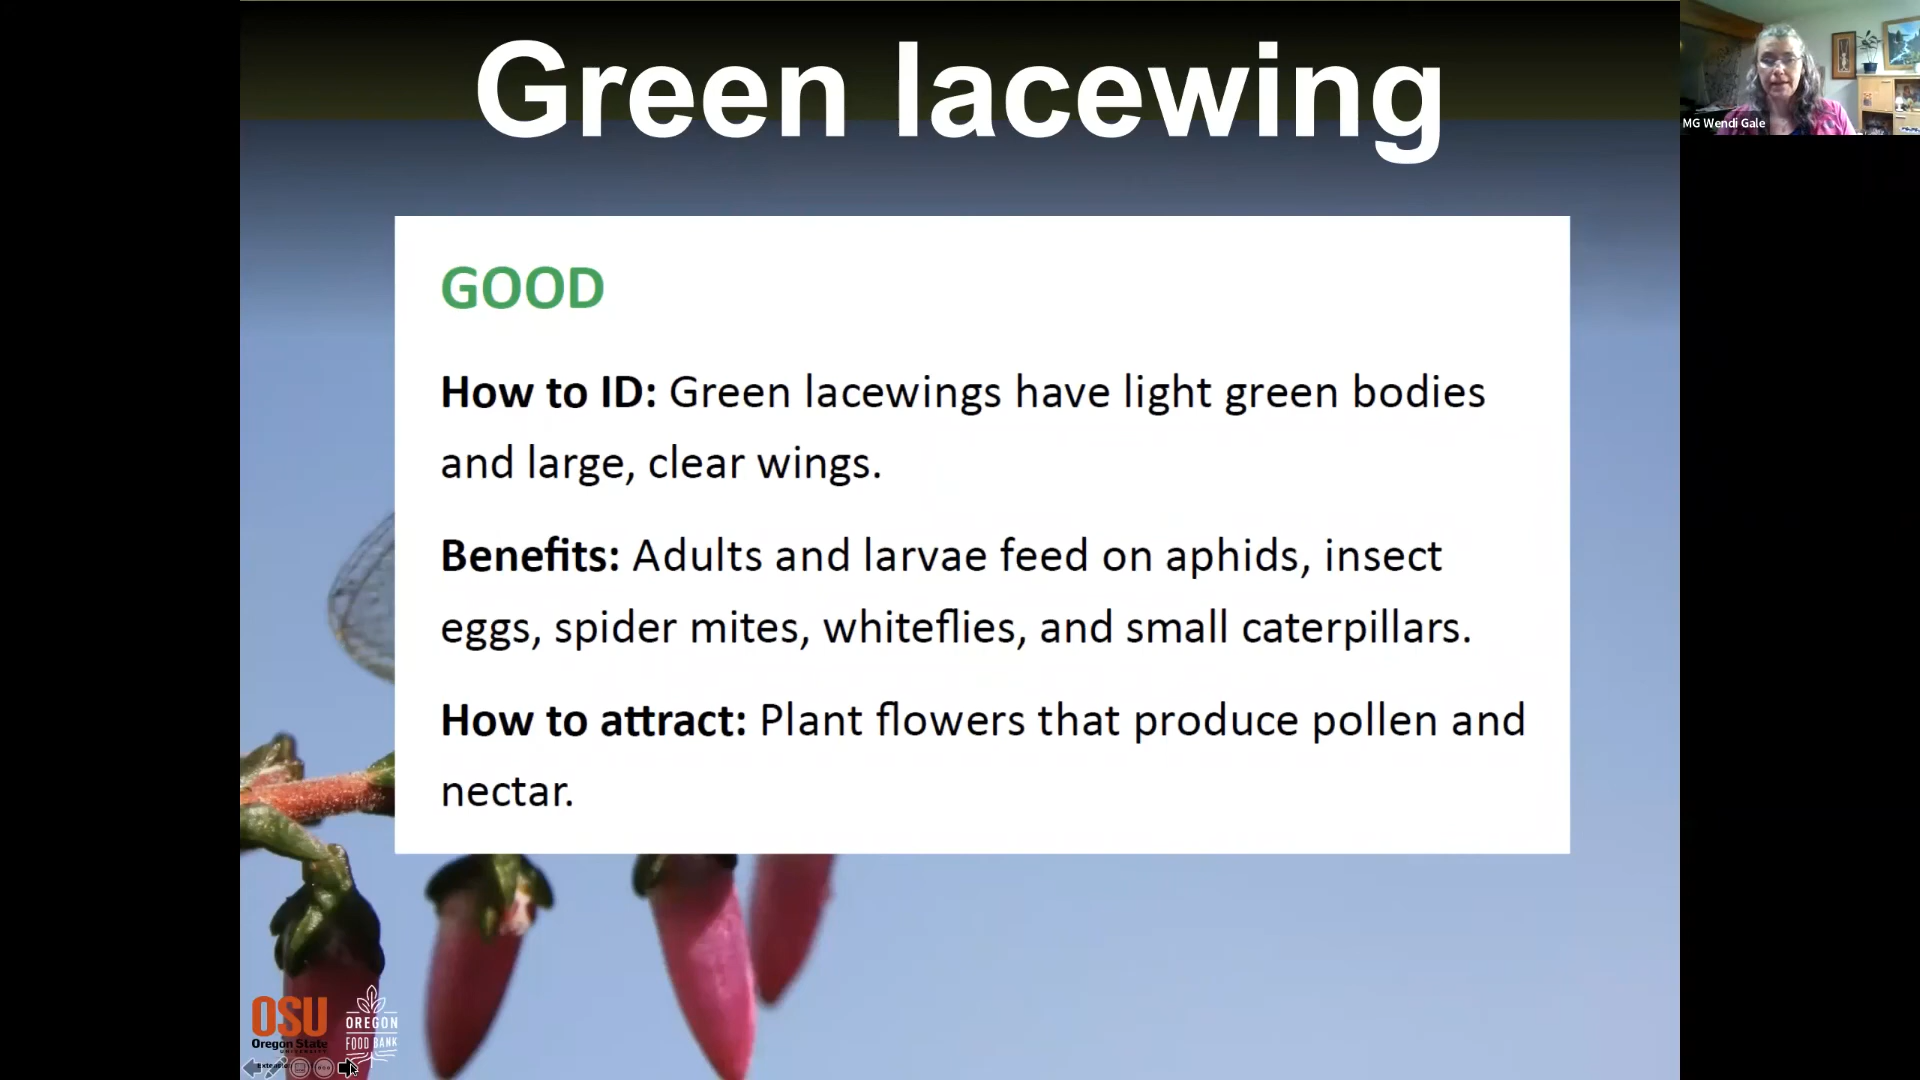 Green lacewing
MG Wendi Gale
GOOD
How to ID: Green lacewings have light green bodies
and large, clear wings.
Benefits: Adults and larvae feed on aphids, insect
eggs, spider mites, whiteflies, and small caterpillars.
How to attract: Plant flowers that produce pollen and
nectar.
OSU
Oregon State
UNIVERSITY
Extension
OREGON
FOOD BANK